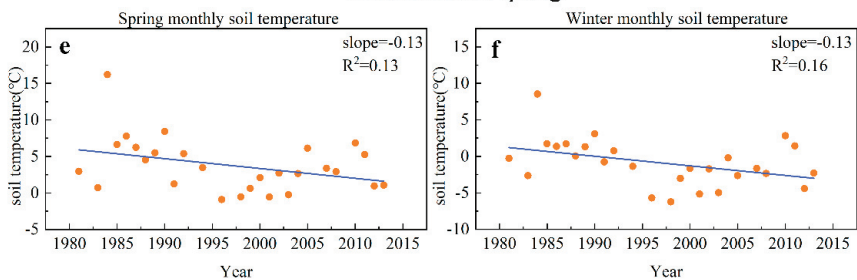 Spring monthly soil temperature
e
slope=-0.13
R²=0.13
soil temperature(℃)
20
15
10
5
0
-5
1980 1985 1990 1995 2000 2005 2010 2015
Year
Winter monthly soil temperature
f
slope=-0.13
R²=0.16
soil temperature(℃)
15
10
5
0
-5
-10
1980 1985 1990 1995 2000 2005 2010 2015
Year